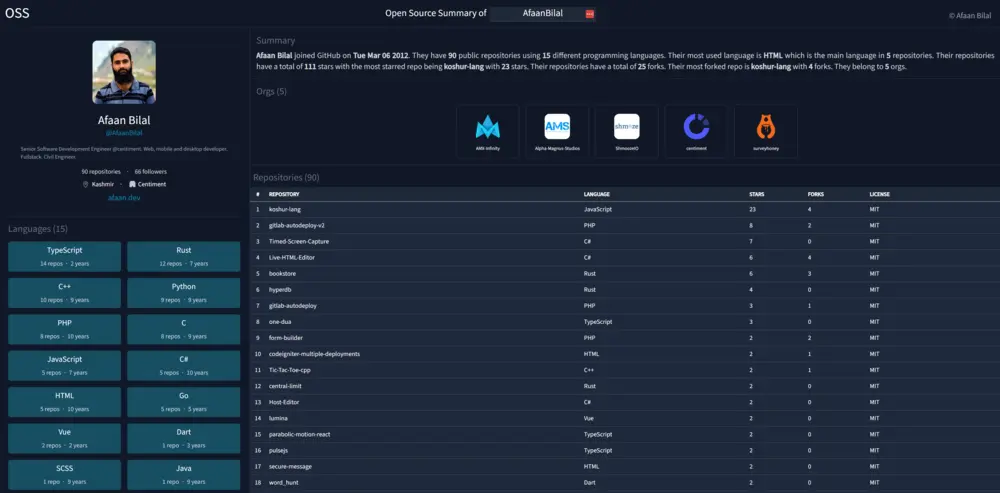 OSS
Open Source Summary of AfaanBilal
© Afaan Bilal
Afaan Bilal
@AfaanBilal
Senior Software Development Engineer @centiment. Web, mobile and desktop developer.
Fullstack. Civil Engineer.
90 repositories · 66 followers
Kashmir · Centiment
afaan.dev
Languages (15)
TypeScript
14 repos · 2 years
Rust
12 repos · 7 years
C++
10 repos · 9 years
Python
9 repos · 8 years
PHP
8 repos · 10 years
C
6 repos · 9 years
JavaScript
5 repos · 7 years
C#
5 repos · 10 years
HTML
5 repos · 10 years
Go
5 repos · 5 years
Vue
2 repos · 2 years
Dart
1 repo · 3 years
SCSS
1 repo · 9 years
Java
1 repo · 9 years
Summary
Afaan Bilal joined GitHub on Tue Mar 06 2012. They have 90 public repositories using 15 different programming languages. Their most used language is HTML which is the main language in 5 repositories. Their repositories
have a total of 111 stars with the most starred repo being koshur-lang with 23 stars. Their repositories have a total of 25 forks. Their most forked repo is koshur-lang with 4 forks. They belong to 5 orgs.
Orgs (5)
AMX Infinity
AMS
Alpha-Magnus-Studios
shmooze
ShmoozeIO
centiment
surveyhoney
Repositories (90)
# REPOSITORY LANGUAGE STARS FORKS LICENSE
1 koshur-lang JavaScript 23 4 MIT
2 gitlab-autodeploy-v2 PHP 8 2 MIT
3 Timed-Screen-Capture C# 7 0 MIT
4 Live-HTML-Editor C# 6 4 MIT
5 bookstore Rust 6 3 MIT
6 hyperdb Rust 4 0 MIT
7 gitlab-autodeploy PHP 3 1 MIT
8 one-dua TypeScript 3 0 MIT
9 form-builder PHP 2 2 MIT
10 codeigniter-multiple-deployments HTML 2 1 MIT
11 Tic-Tac-Toe-cpp C++ 2 1 MIT
12 central-limit Rust 2 0 MIT
13 Host-Editor C# 2 0 MIT
14 lumina Vue 2 0 MIT
15 parabolic-motion-react TypeScript 2 0 MIT
16 pulsejs TypeScript 2 0 MIT
17 secure-message HTML 2 0 MIT
18 word_hunt Dart 2 0 MIT